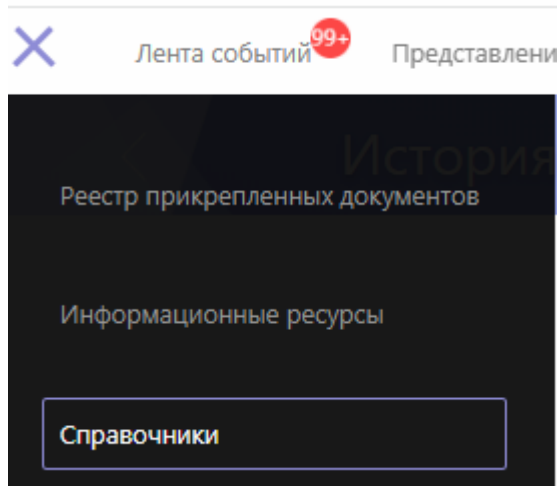 Лента событий 99+ Представлени
История
Реестр прикрепленных документов
Информационные ресурсы
Справочники